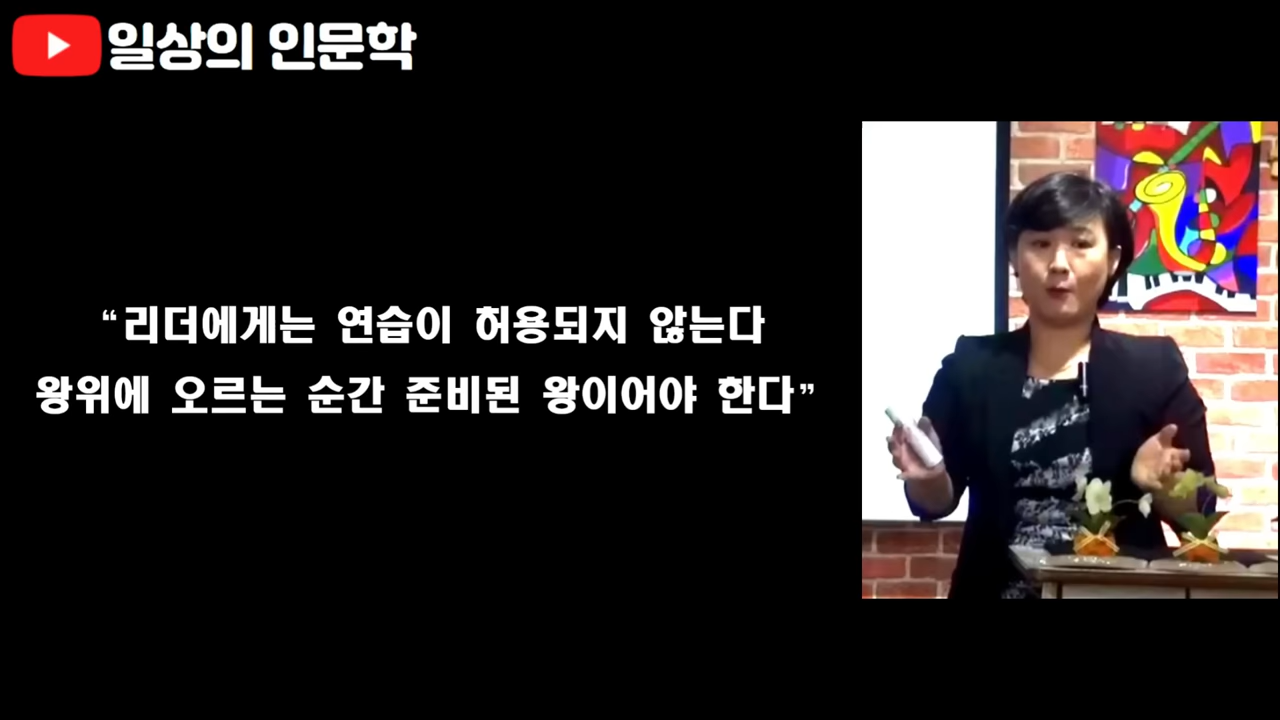 일상의 인문학
“리더에게는 연습이 허용되지 않는다
왕위에 오르는 순간 준비된 왕이어야 한다”